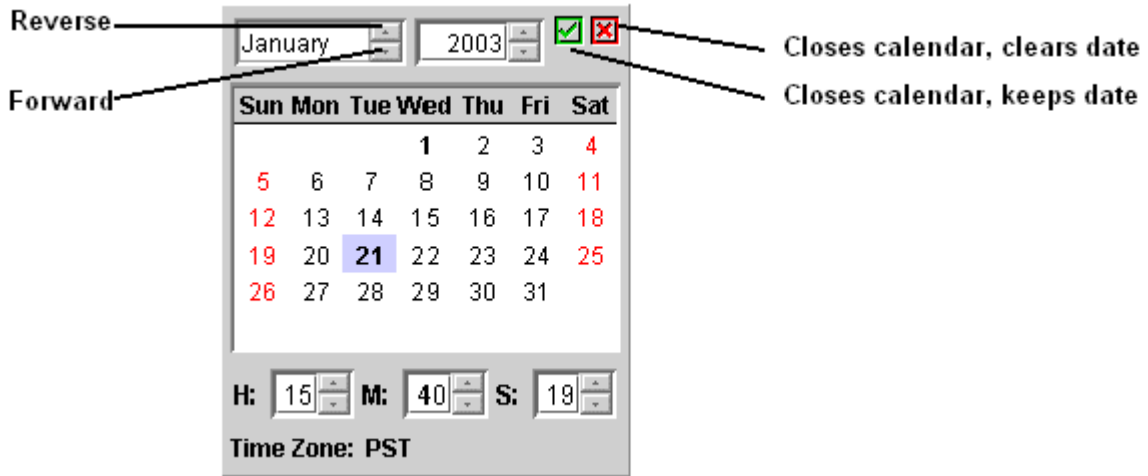 Reverse
January 2003
Closes calendar, clears date
Forward
Closes calendar, keeps date
Sun Mon Tue Wed Thu Fri Sat
1 2 3 4
5 6 7 8 9 10 11
12 13 14 15 16 17 18
19 20 21 22 23 24 25
26 27 28 29 30 31
H: 15 M: 40 S: 19
Time Zone: PST